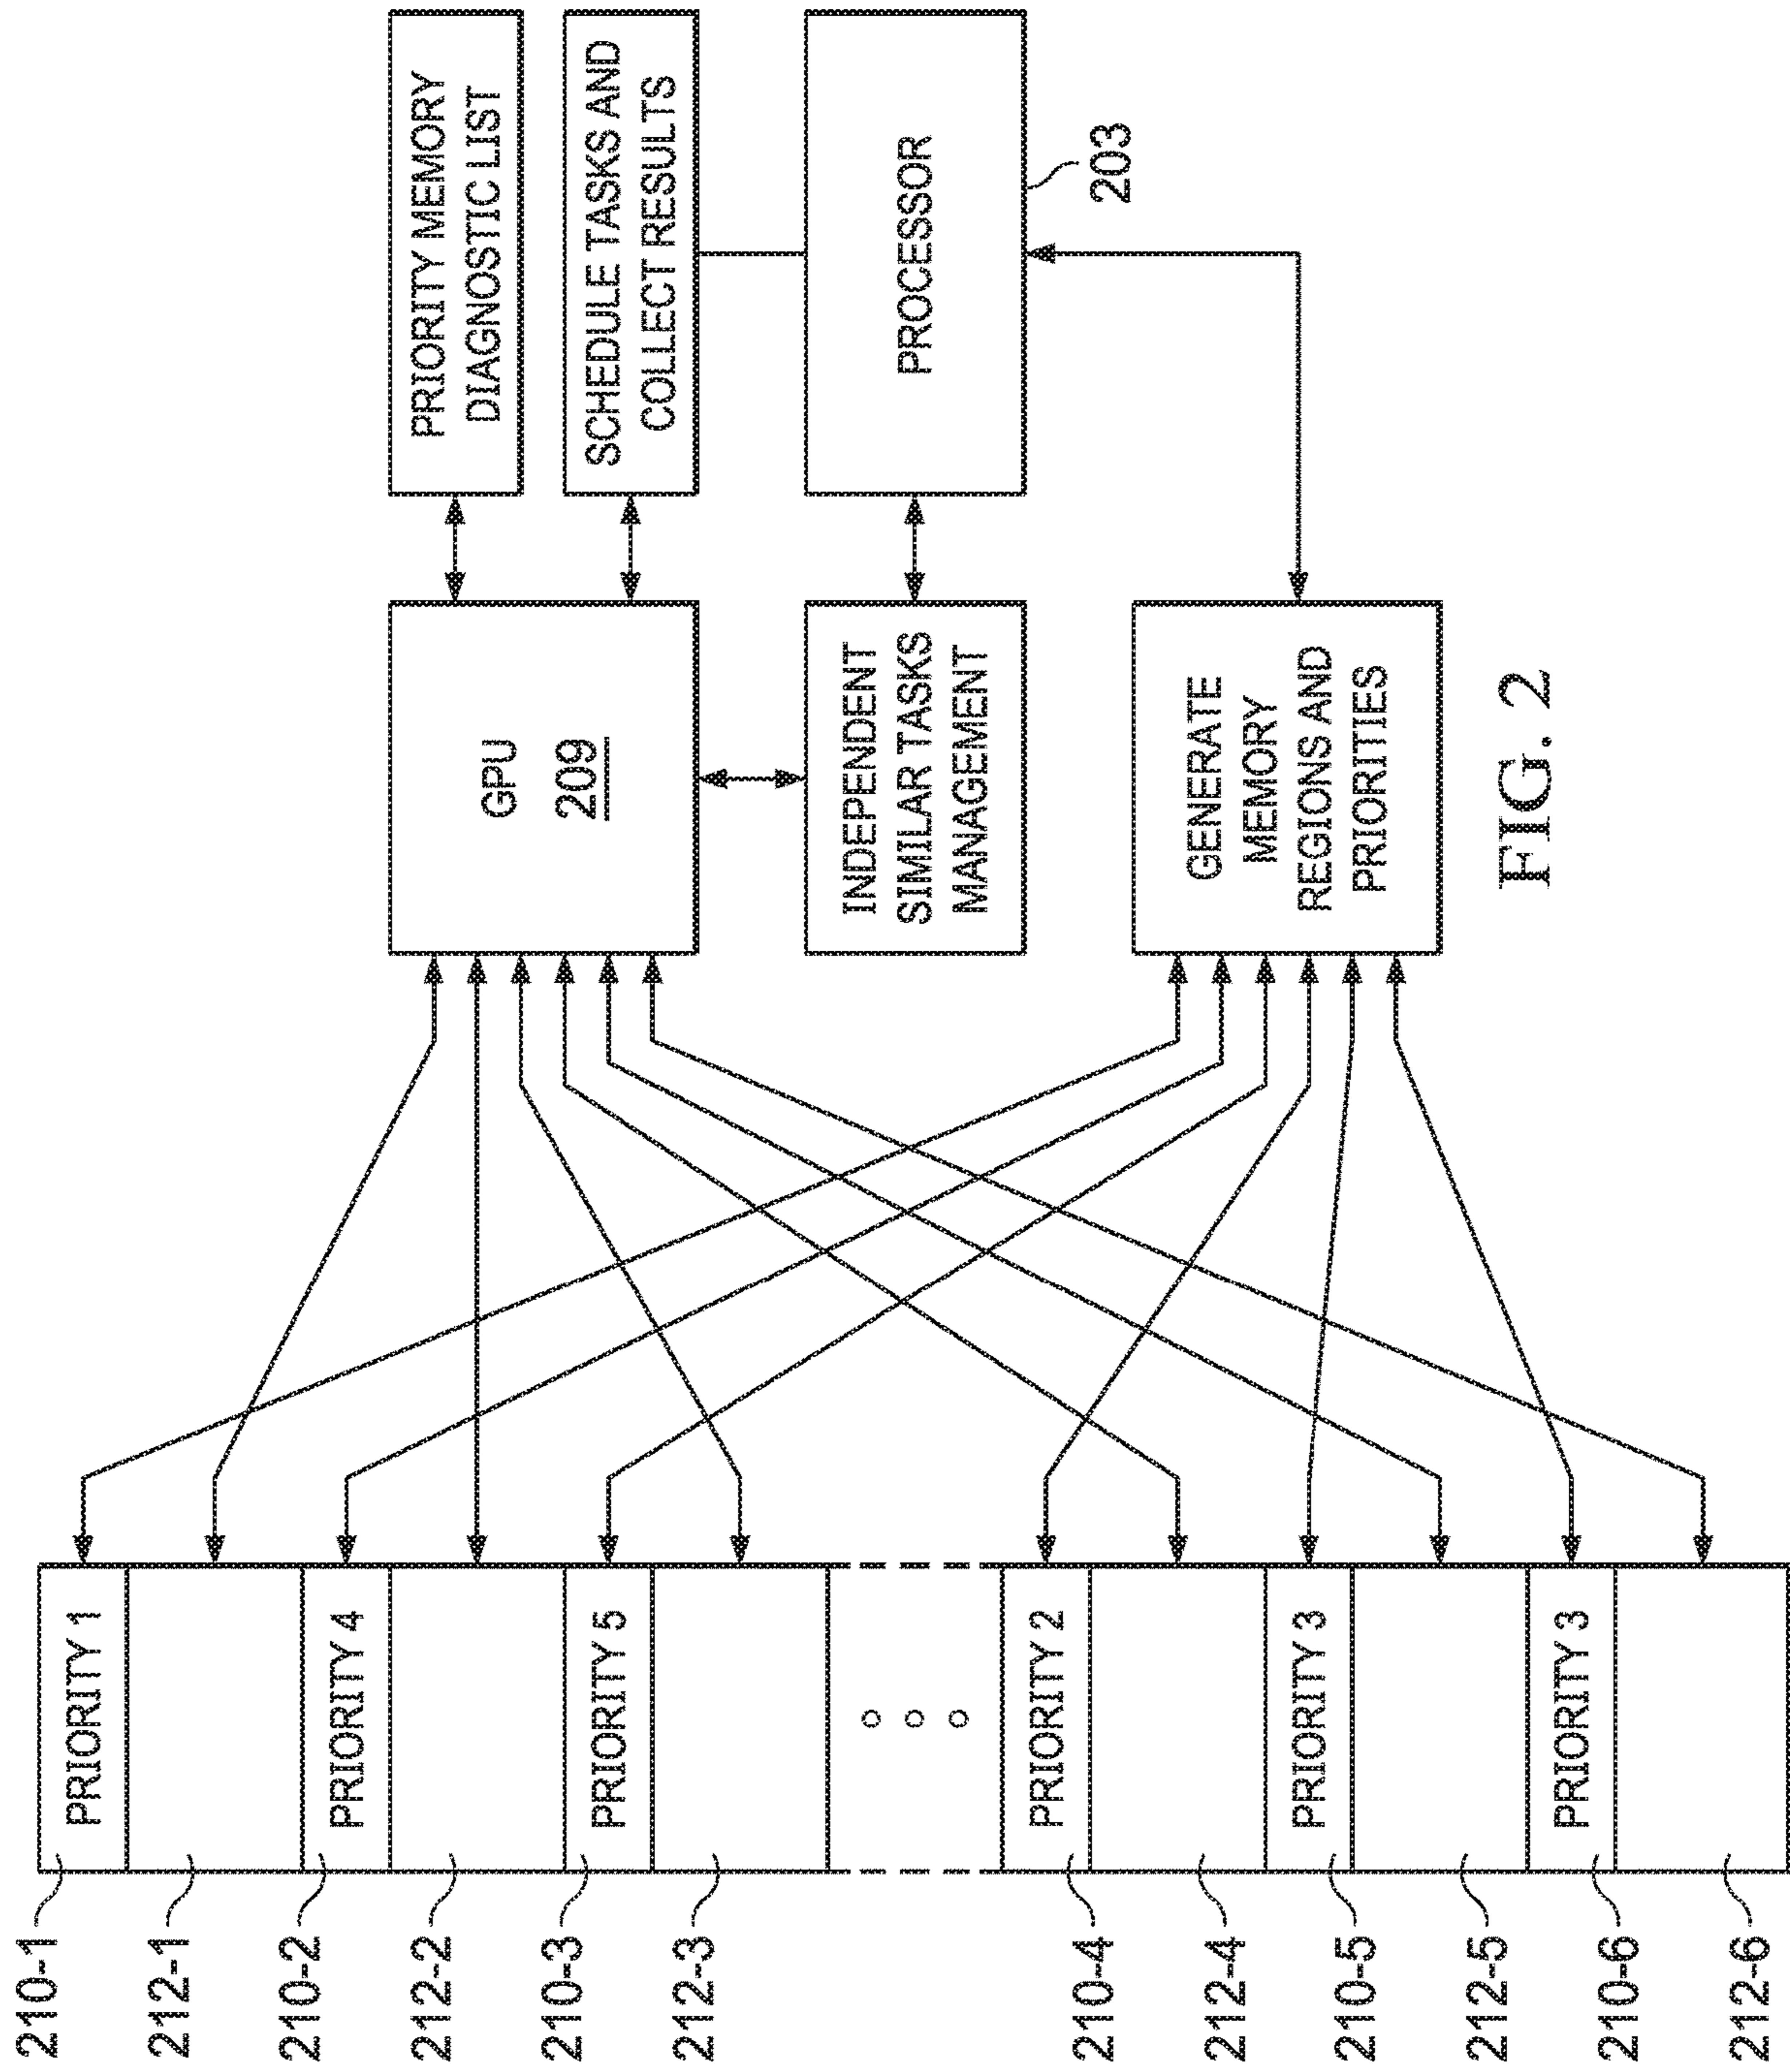 210-1
PRIORITY 1
212-1
210-2
PRIORITY 4
212-2
210-3
PRIORITY 5
212-3
210-4
PRIORITY 2
212-4
210-5
PRIORITY 3
212-5
210-6
PRIORITY 3
212-6
GPU
209
INDEPENDENT
SIMILAR TASKS
MANAGEMENT
GENERATE
MEMORY
REGIONS AND
PRIORITIES
PRIORITY MEMORY
DIAGNOSTIC LIST
SCHEDULE TASKS AND
COLLECT RESULTS
PROCESSOR
203
FIG. 2